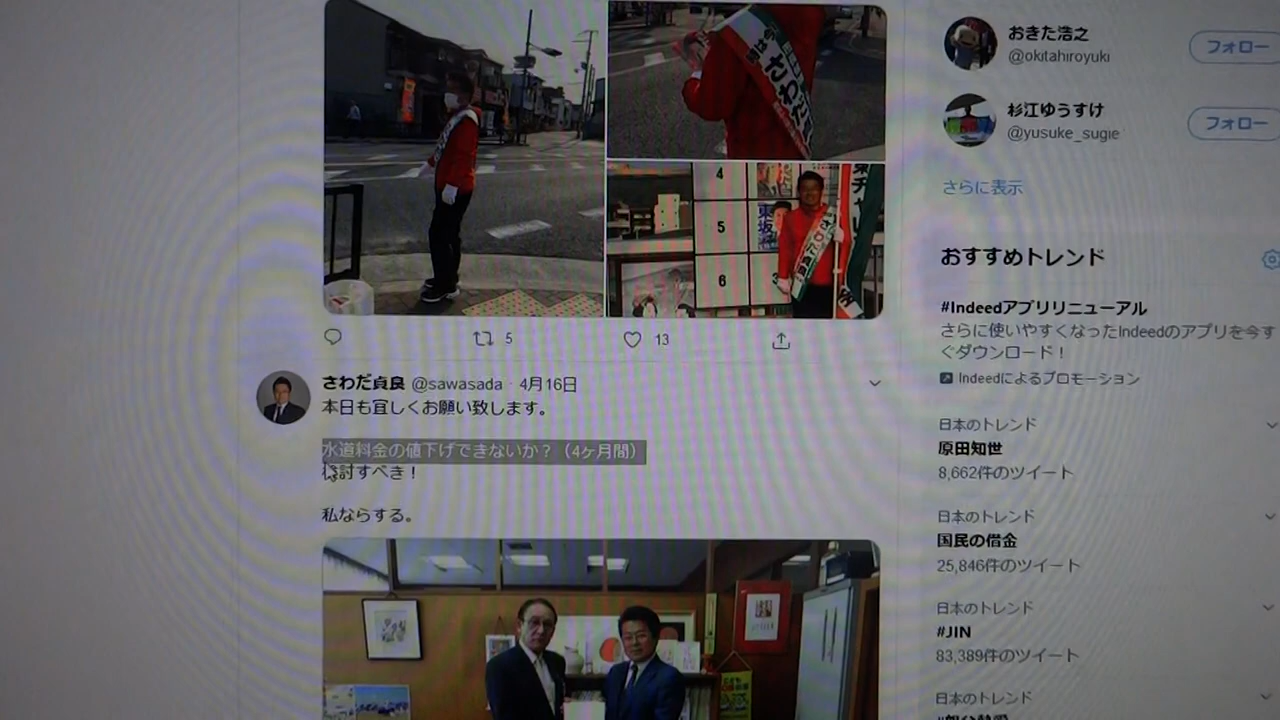 さわだ
4
5
6
東坂
さわだ
5
13
さわだ貞良 @sawasada · 4月16日
本日も宜しくお願い致します。
水道料金の値下げできないか？（4ヶ月間）
検討すべき！
私ならする。
おきた浩之
@okitahiroyuki
フォロー
杉江ゆうすけ
@yusuke_sugie
フォロー
さらに表示
おすすめトレンド
#Indeedアプリリニューアル
さらに使いやすくなったIndeedのアプリを今す
ぐダウンロード！
Indeedによるプロモーション
日本のトレンド
原田知世
8,662件のツイート
日本のトレンド
国民の借金
25,846件のツイート
日本のトレンド
#JIN
83,389件のツイート
日本のトレンド